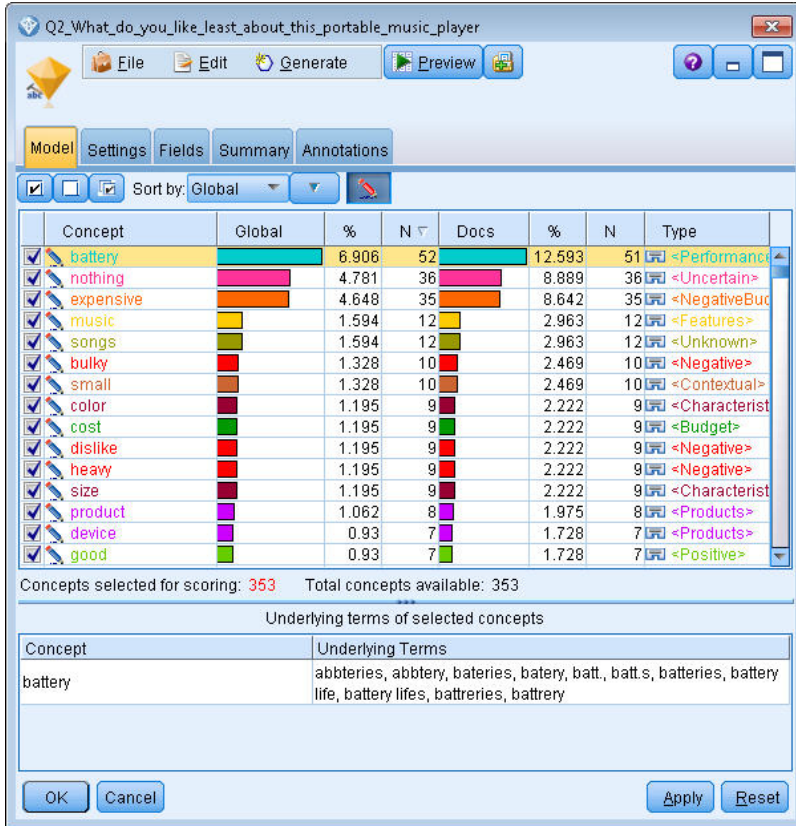 Q2_What_do_you_like_least_about_this_portable_music_player
File Edit Generate Preview
abc
Model Settings Fields Summary Annotations
Sort by: Global
Concept Global % N Docs % N Type
battery 6.906 52 12.593 51 <Performance
nothing 4.781 36 8.889 36 <Uncertain>
expensive 4.648 35 8.642 35 <NegativeBud
music 1.594 12 2.963 12 <Features>
songs 1.594 12 2.963 12 <Unknown>
bulky 1.328 10 2.469 10 <Negative>
small 1.328 10 2.469 10 <Contextual>
color 1.195 9 2.222 9 <Characterist
cost 1.195 9 2.222 9 <Budget>
dislike 1.195 9 2.222 9 <Negative>
heavy 1.195 9 2.222 9 <Negative>
size 1.195 9 2.222 9 <Characterist
product 1.062 8 1.975 8 <Products>
device 0.93 7 1.728 7 <Products>
good 0.93 7 1.728 7 <Positive>
Concepts selected for scoring: 353 Total concepts available: 353
Underlying terms of selected concepts
Concept Underlying Terms
battery abbteries, abbtery, bateries, batery, batt., batt.s, batteries, battery
life, battery lifes, battreries, battrery
OK Cancel Apply Reset